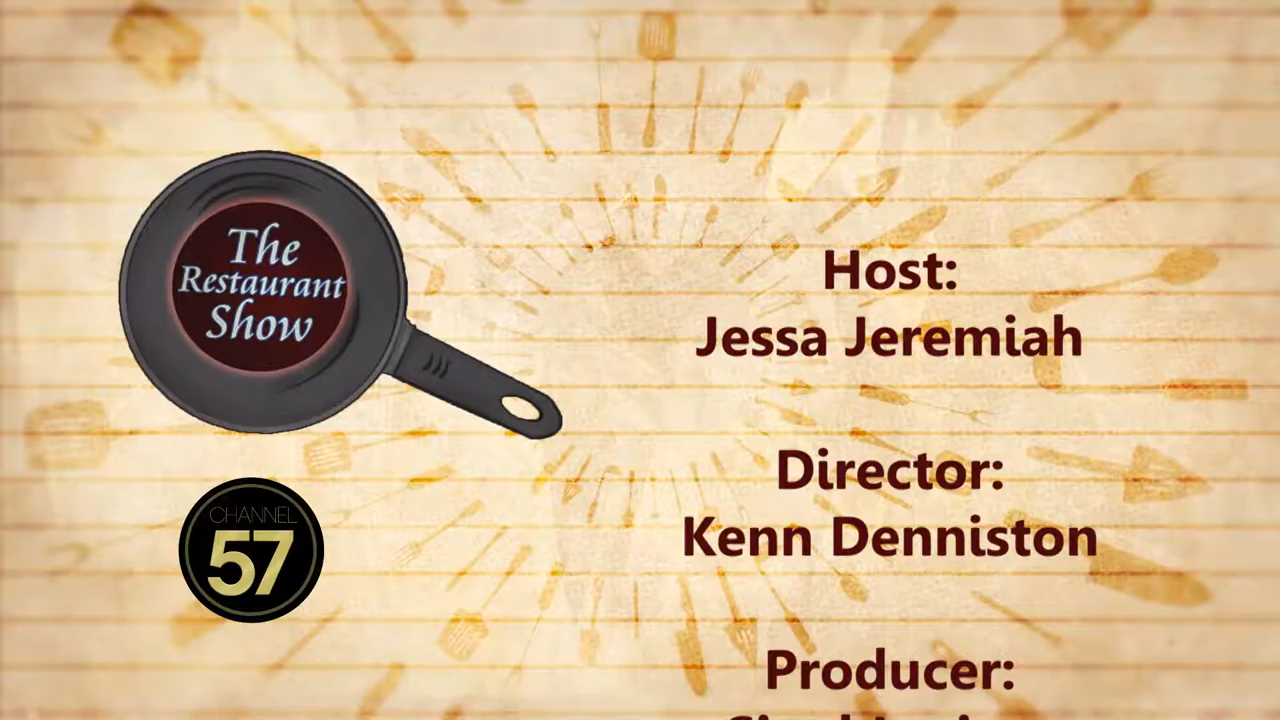 The
Restaurant
Show
CHANNEL
57
Host:
Jessa Jeremiah
Director:
Kenn Denniston
Producer: